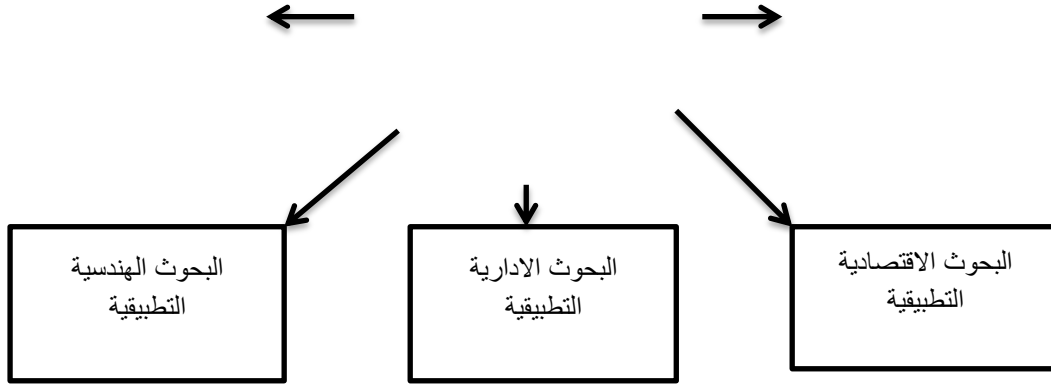 البحوث الاقتصادية
التطبيقية
البحوث الادارية
التطبيقية
البحوث الهندسية
التطبيقية